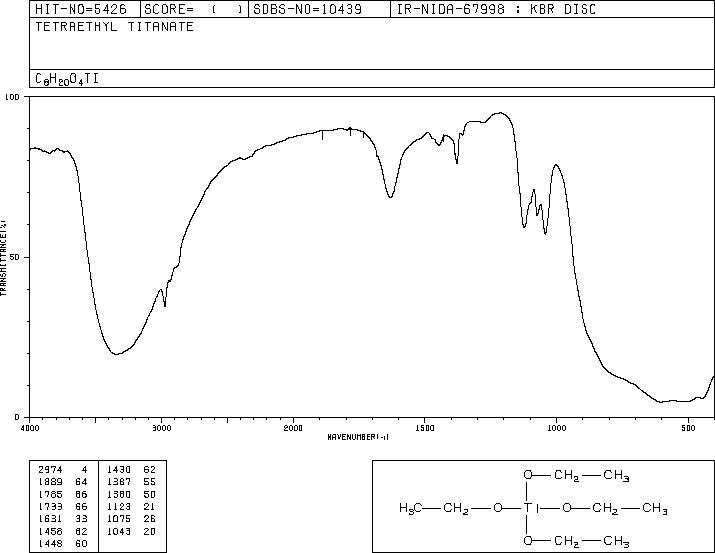 HIT-NO=5426 SCORE= ( ) SDBS-NO=10439 IR-NIDA-67998 : KBR DISC
TETRAETHYL TITANATE
C8H20O4TI
100
50
0
TRANSMITTANCE(%)
4000 3000 2000 1500 1000 500
WAVENUMBER(-1)
2974 4 1430 62
1889 64 1387 55
1785 86 1380 50
1739 66 1123 21
1631 33 1075 26
1456 62 1043 20
1448 60
O—CH2—CH3
H3C—CH2—O—TI—O—CH2—CH3
O—CH2—CH3